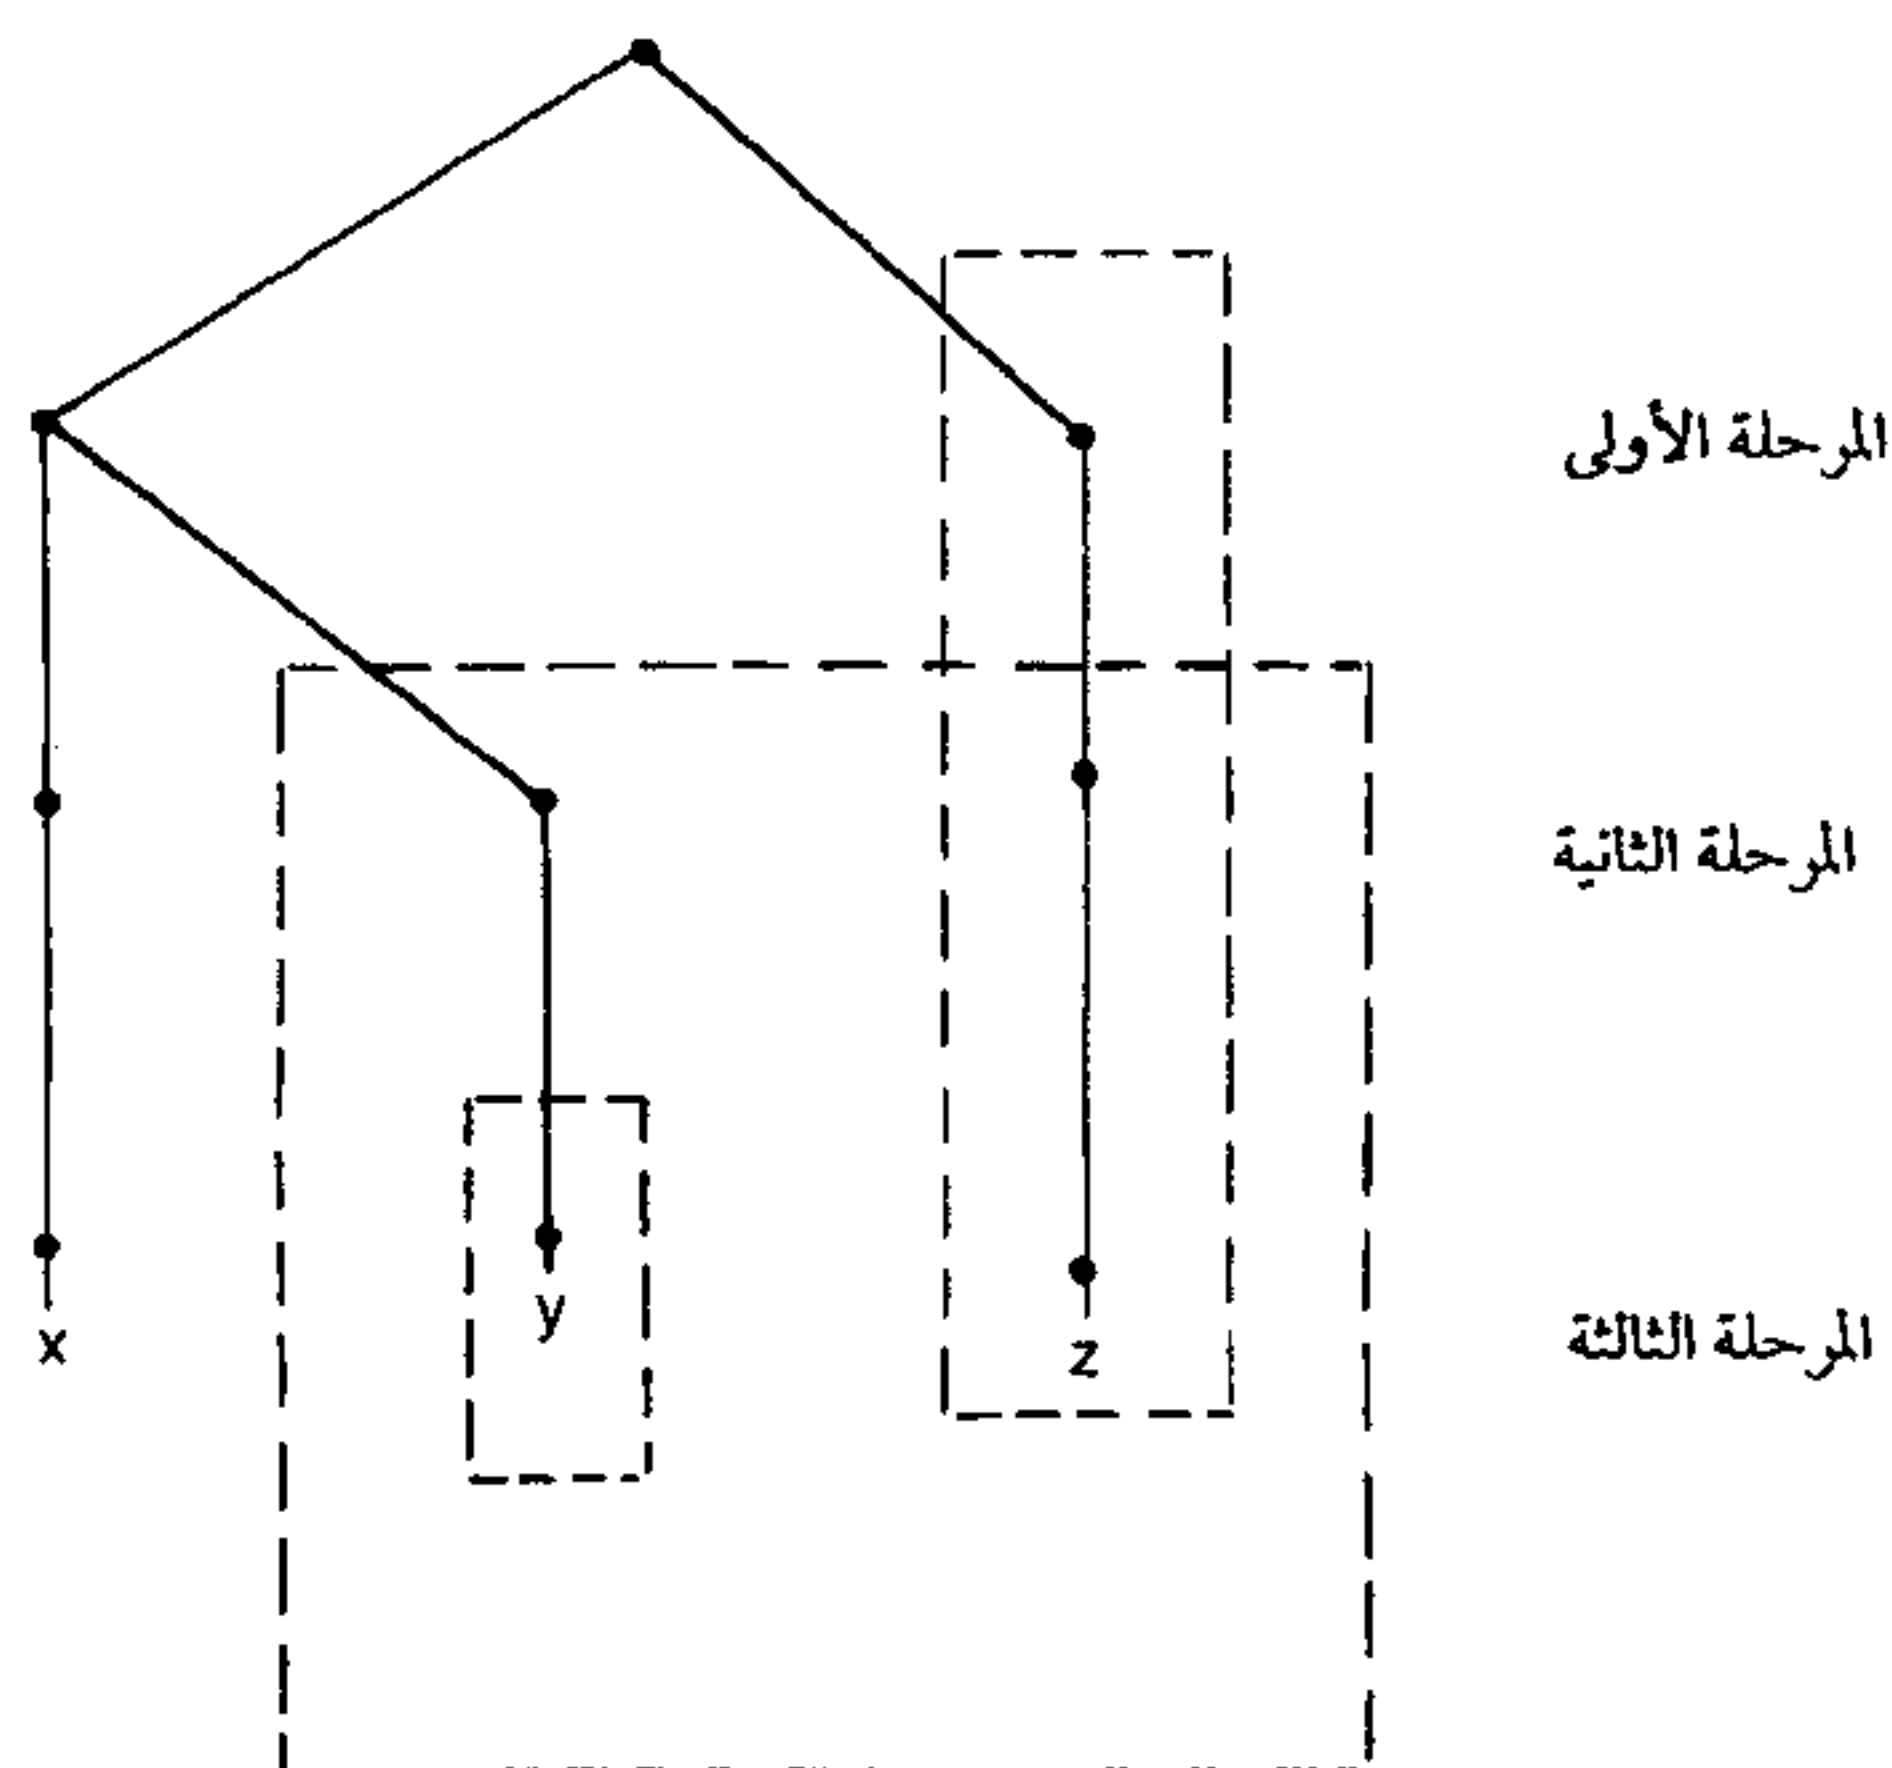 المرحلة الأولى
المرحلة الثانية
y
x
z
المرحلة الثالثة